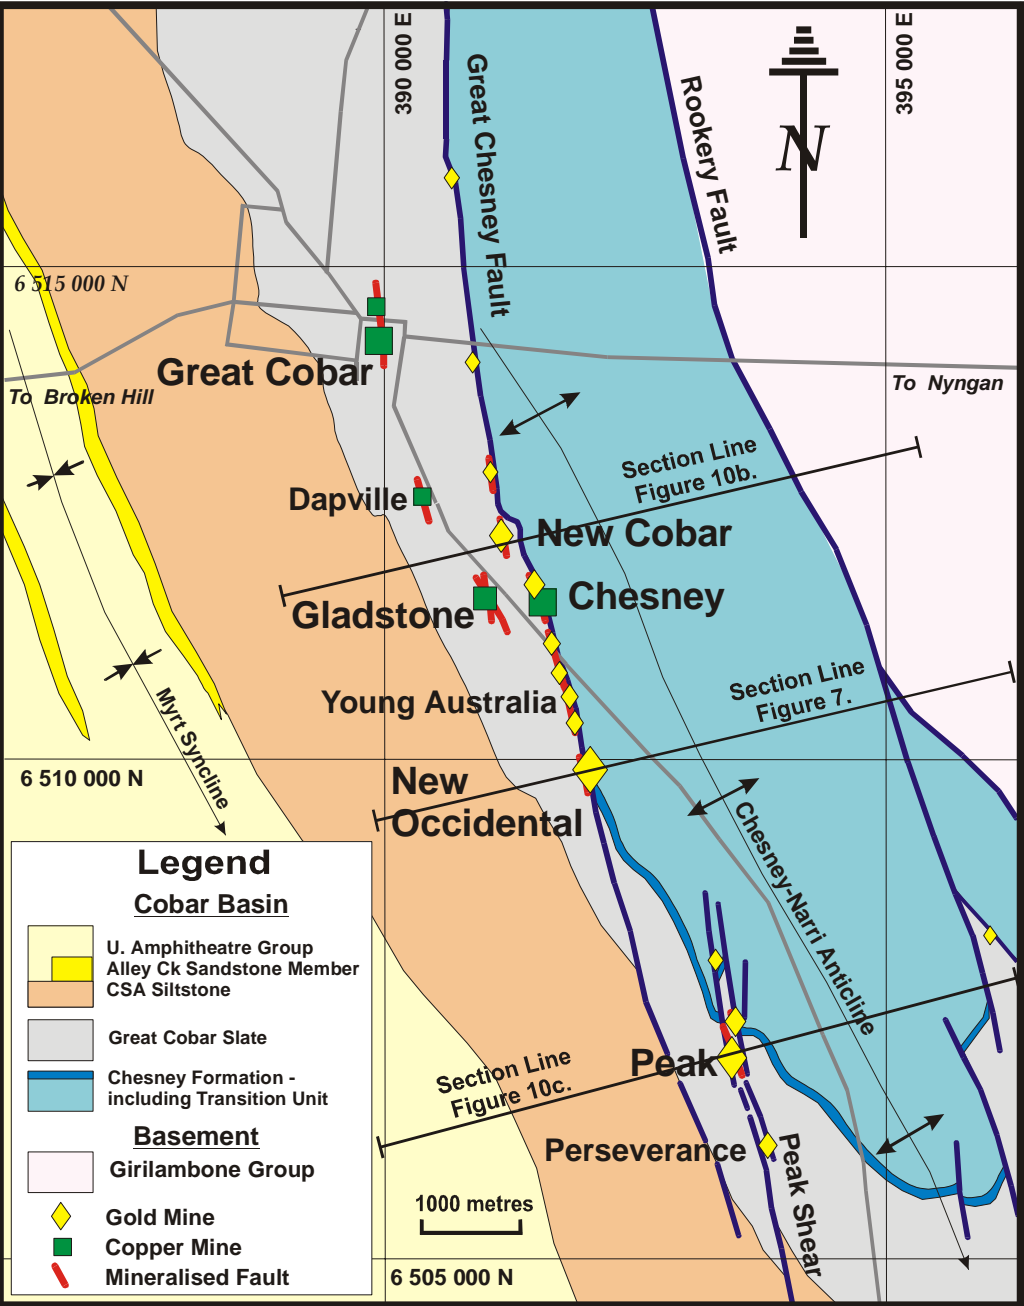 390 000 E
395 000 E
Great Chesney Fault
Rookery Fault
N
6 515 000 N
Great Cobar
To Broken Hill
To Nyngan
Section Line
Figure 10b.
Dapville
New Cobar
Chesney
Gladstone
Section Line
Figure 7.
Young Australia
Myrt Syncline
6 510 000 N
New
Occidental
Chesney-Narri Anticline
Legend
Cobar Basin
U. Amphitheatre Group
Alley Ck Sandstone Member
CSA Siltstone
Great Cobar Slate
Chesney Formation -
including Transition Unit
Basement
Girilambone Group
Gold Mine
Copper Mine
Mineralised Fault
Peak
Section Line
Figure 10c.
Perseverance
Peak Shear
1000 metres
6 505 000 N